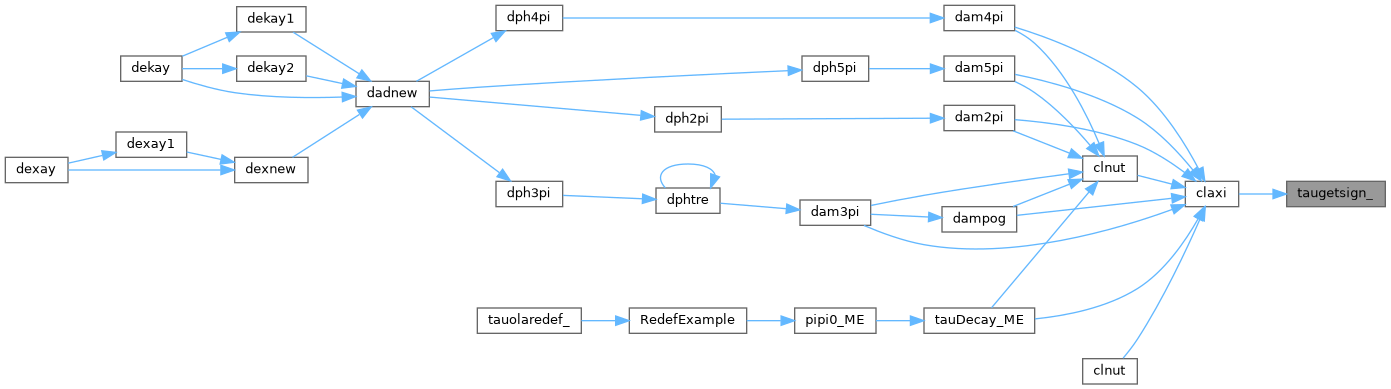 dekay1
dph4pi
dam4pi
dekay
dekay2
dadnew
dph5pi
dam5pi
dph2pi
dam2pi
dexay
dexay1
dexnew
dph3pi
dphtre
dam3pi
dampog
clnut
claxi
taugetsign_
tauolaredef_
RedefExample
pipi0_ME
tauDecay_ME
clnut